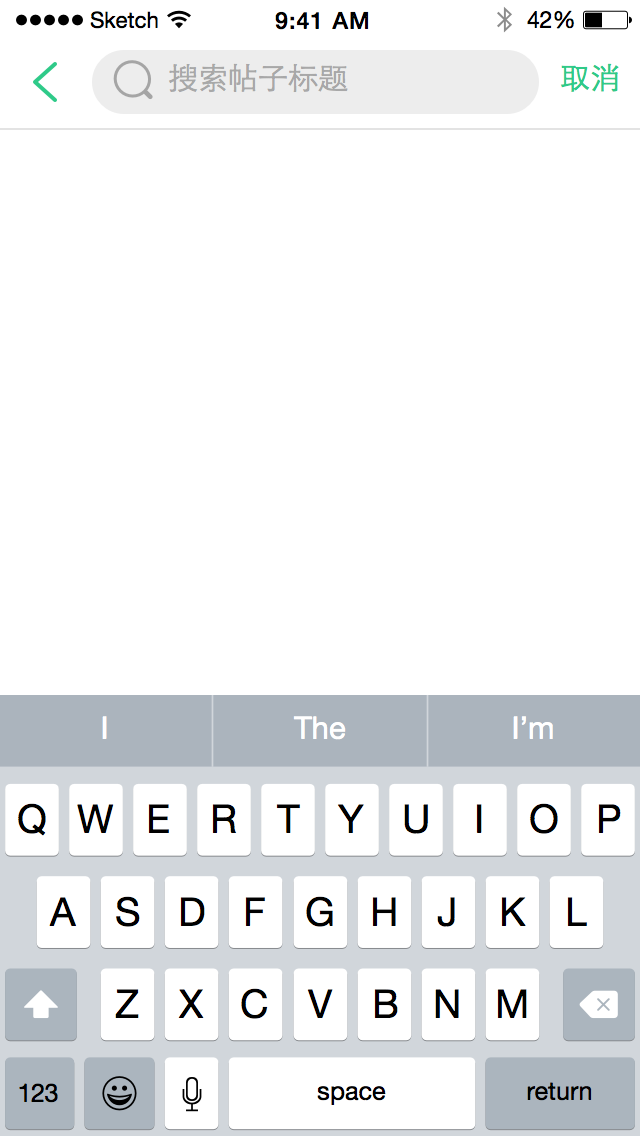 Sketch 9:41 AM 42%
搜索帖子标题 取消
I The I’m
Q W E R T Y U I O P
A S D F G H J K L
Z X C V B N M
123 space return